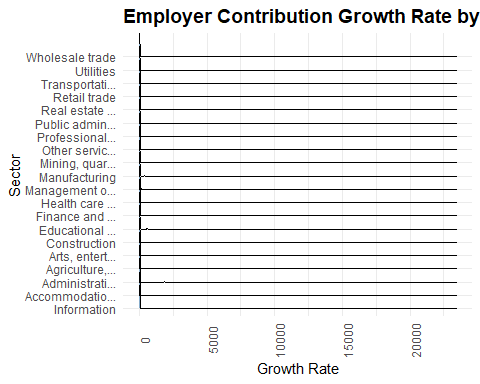 Employer Contribution Growth Rate by
Wholesale trade
Utilities
Transportati...
Retail trade
Real estate ...
Public admin...
Professional...
Other servic...
Mining, quar...
Manufacturing
Management o...
Health care ...
Finance and ...
Educational ...
Construction
Arts, entert...
Agriculture,...
Administrati...
Accommodatio...
Information
Sector
0
5000
10000
15000
20000
Growth Rate